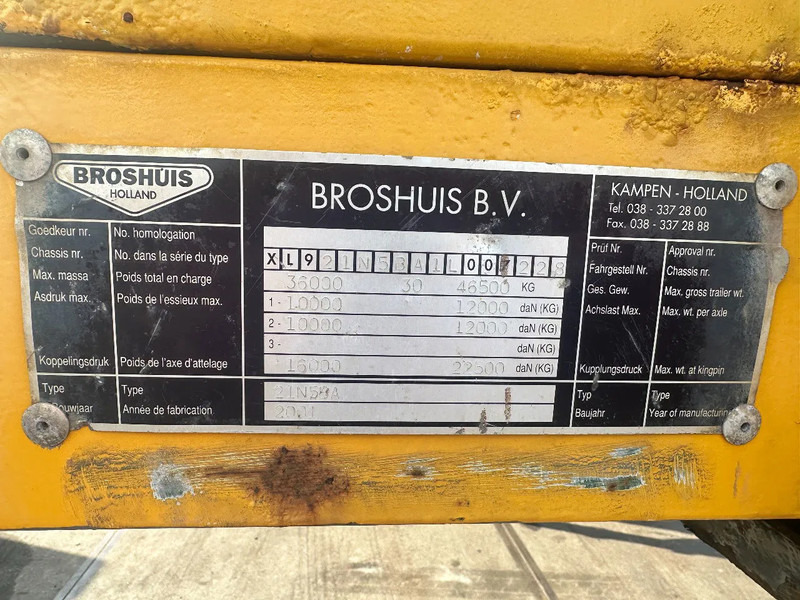 BROSHUIS
HOLLAND
BROSHUIS B.V.
KAMPEN - HOLLAND
Tel. 038 - 337 28 00
Fax. 038 - 337 28 88
Goedkeur nr. No. homologation Prüf Nr. Approval nr.
Chassis nr. No. dans la série du type XL921N5BA1L007228 Fahrgestell Nr. Chassis nr.
Max. massa Poids total en charge 36000 30 46500 KG Ges. Gew. Max. gross trailer wt.
Asdruk max. Poids de l'essieux max. 1 - 10000 12000 daN (KG) Achslast Max. Max. wt. per axle
2 - 10000 12000 daN (KG)
3 - daN (KG)
Koppelingsdruk Poids de l'axe d'attelage 16000 22500 daN (KG) Kupplungsdruck Max. wt. at kingpin
Type Type Typ Type
Bouwjaar Année de fabrication 2001 Baujahr Year of manufacturing